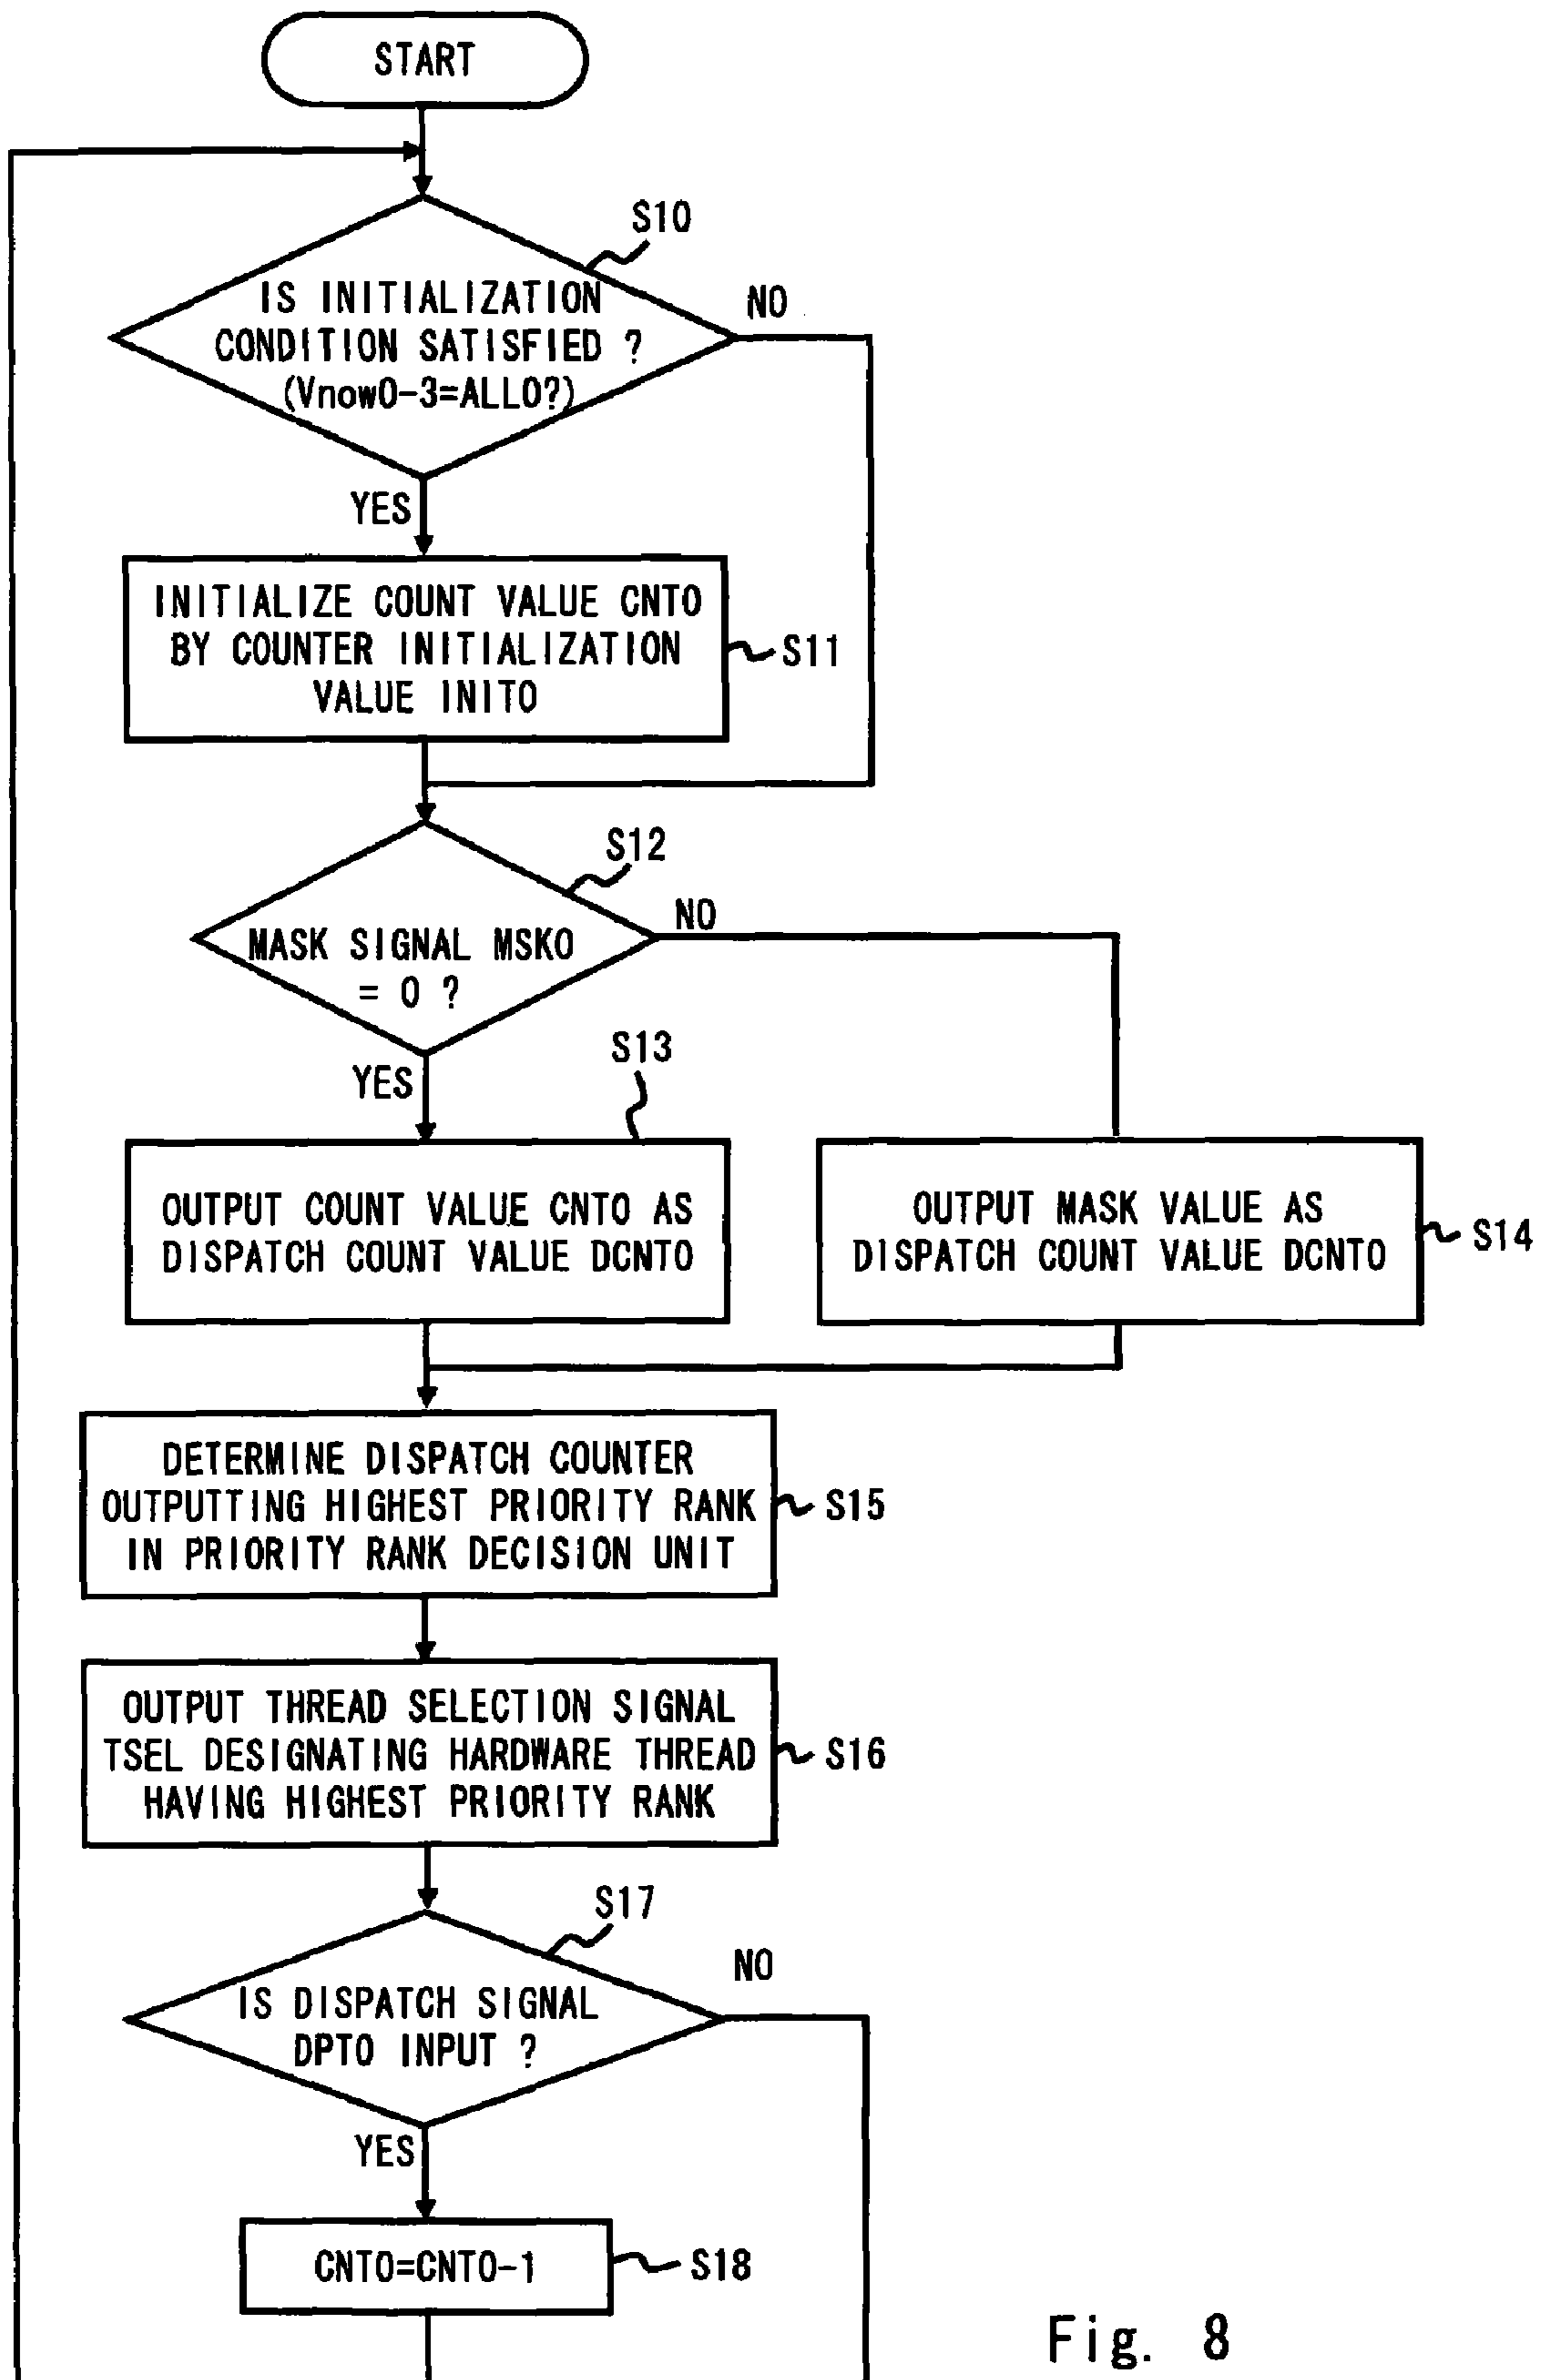 START
S10
IS INITIALIZATION
CONDITION SATISFIED ?
(Vnow0-3=ALL0?)
NO
YES
INITIALIZE COUNT VALUE CNT0
BY COUNTER INITIALIZATION
VALUE INIT0
S11
S12
MASK SIGNAL MSK0
= 0 ?
NO
YES
S13
OUTPUT COUNT VALUE CNT0 AS
DISPATCH COUNT VALUE DCNT0
OUTPUT MASK VALUE AS
DISPATCH COUNT VALUE DCNT0
S14
DETERMINE DISPATCH COUNTER
OUTPUTTING HIGHEST PRIORITY RANK
IN PRIORITY RANK DECISION UNIT
S15
OUTPUT THREAD SELECTION SIGNAL
TSEL DESIGNATING HARDWARE THREAD
HAVING HIGHEST PRIORITY RANK
S16
S17
IS DISPATCH SIGNAL
DPT0 INPUT ?
NO
YES
CNT0=CNT0-1
S18
Fig. 8